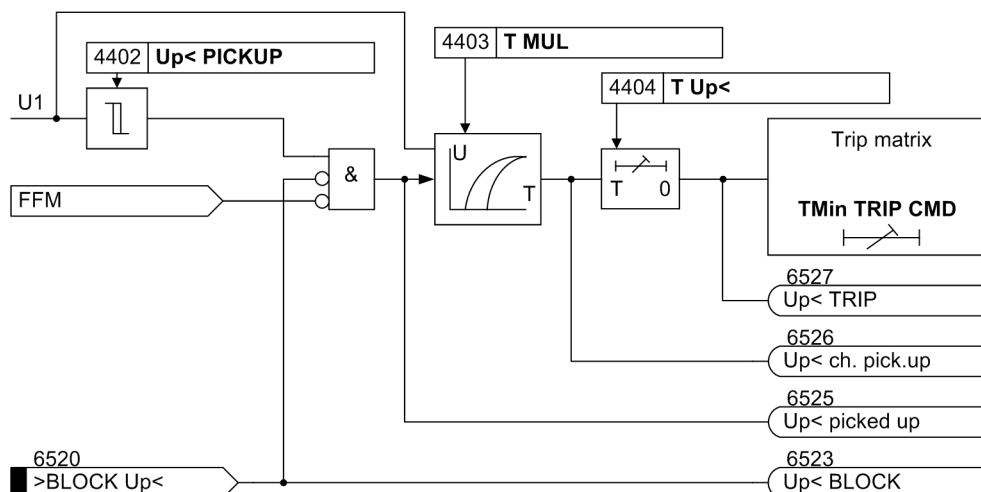 4403 T MUL
4402 Up< PICKUP
4404 T Up<
U1
Trip matrix
U
&
T 0
T
FFM
TMin TRIP CMD
6527
Up< TRIP
6526
Up< ch. pick.up
6525
Up< picked up
6520
>BLOCK Up<
6523
Up< BLOCK